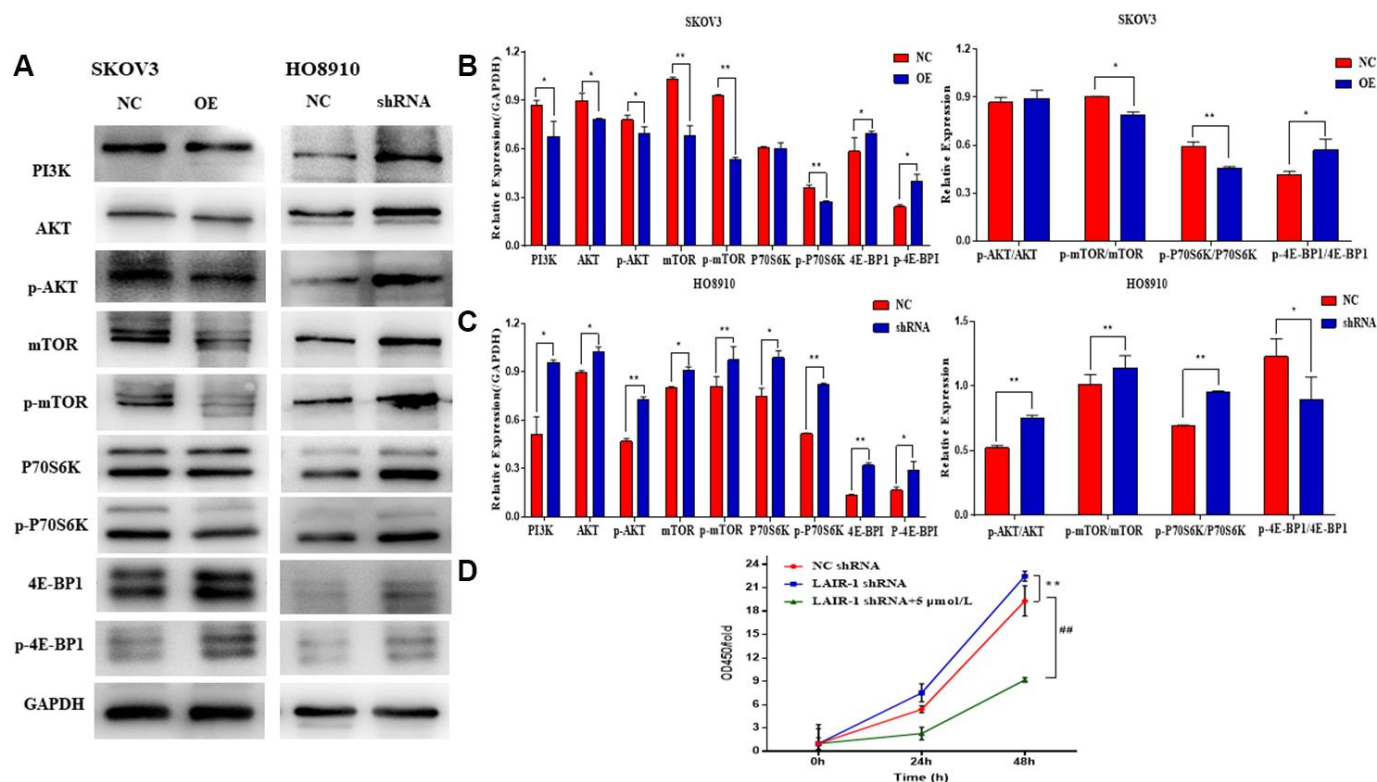 A
SKOV3
HO8910
NC OE
NC shRNA
PI3K
AKT
p-AKT
mTOR
p-mTOR
P70S6K
p-P70S6K
4E-BP1
p-4E-BP1
GAPDH
B
SKOV3
Relative Expression(/GAPDH)
1.2
0.9
0.6
0.3
0.0
* * * ** ** ** * *
NC
OE
PI3K AKT p-AKT mTOR p-mTOR P70S6K p-P70S6K 4E-BP1 p-4E-BPI
SKOV3
Relative Expression
1.2
0.9
0.6
0.3
0.0
* ** *
NC
OE
p-AKT/AKT p-mTOR/mTOR p-P70S6K/P70S6K p-4E-BP1/4E-BP1
C
HO8910
Relative Expression(/GAPDH)
1.2
0.9
0.6
0.3
0.0
* * ** * ** * ** ** *
NC
shRNA
PI3K AKT p-AKT mTOR p-mTOR P70S6K p-P70S6K 4E-BPI P-4E-BPI
HO8910
Relative Expression
1.5
1.0
0.5
0.0
** ** ** *
NC
shRNA
p-AKT/AKT p-mTOR/mTOR p-P70S6K/P70S6K p-4E-BP1/4E-BP1
D
NC shRNA
LAIR-1 shRNA
LAIR-1 shRNA+5 μmol/L
OD450/fold
24
21
18
15
12
9
6
3
0
**
##
0h 24h 48h
Time (h)